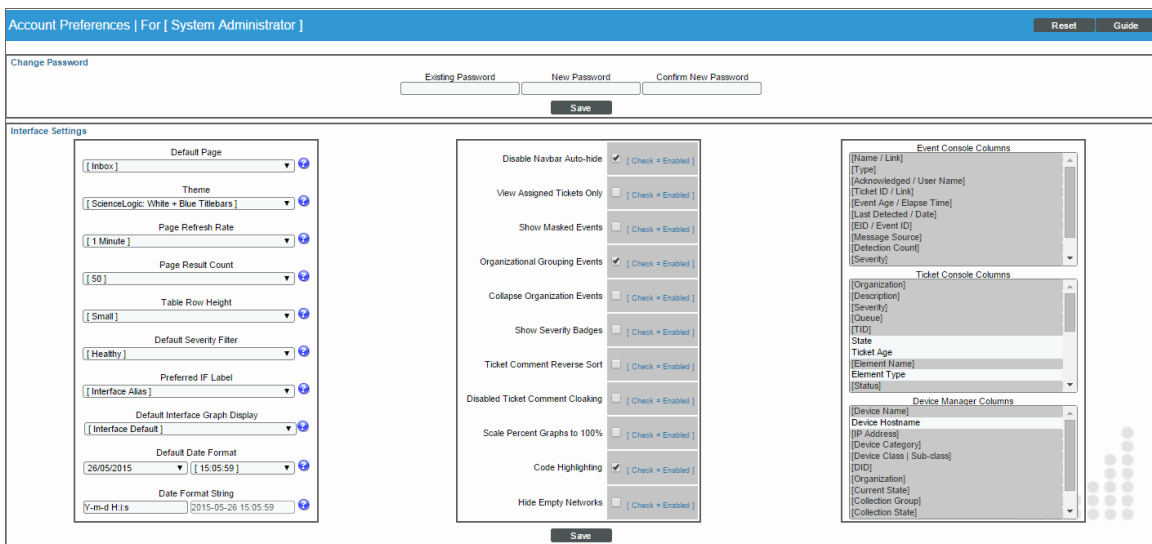 Account Preferences | For [ System Administrator ]
Reset
Guide
Change Password
Existing Password
New Password
Confirm New Password
Save
Interface Settings
Default Page
[ Inbox ]
Theme
[ ScienceLogic: White + Blue Titlebars ]
Page Refresh Rate
[ 1 Minute ]
Page Result Count
[ 50 ]
Table Row Height
[ Small ]
Default Severity Filter
[ Healthy ]
Preferred IF Label
[ Interface Alias ]
Default Interface Graph Display
[ Interface Default ]
Default Date Format
26/05/2015
[ 15:05:59 ]
Date Format String
Y-m-d H:i:s
2015-05-26 15:05:59
Disable Navbar Auto-hide [ Check = Enabled ]
View Assigned Tickets Only [ Check = Enabled ]
Show Masked Events [ Check = Enabled ]
Organizational Grouping Events [ Check = Enabled ]
Collapse Organization Events [ Check = Enabled ]
Show Severity Badges [ Check = Enabled ]
Ticket Comment Reverse Sort [ Check = Enabled ]
Disabled Ticket Comment Cloaking [ Check = Enabled ]
Scale Percent Graphs to 100% [ Check = Enabled ]
Code Highlighting [ Check = Enabled ]
Hide Empty Networks [ Check = Enabled ]
Event Console Columns
[Name / Link]
[Type]
[Acknowledged / User Name]
[Ticket ID / Link]
[Event Age / Elapse Time]
[Last Detected / Date]
[EID / Event ID]
[Message Source]
[Detection Count]
[Severity]
Ticket Console Columns
[Organization]
[Description]
[Severity]
[Queue]
[TID]
State
Ticket Age
[Element Name]
Element Type
[Status]
Device Manager Columns
[Device Name]
Device Hostname
[IP Address]
[Device Category]
[Device Class | Sub-class]
[DID]
[Organization]
[Current State]
[Collection Group]
[Collection State]
Save